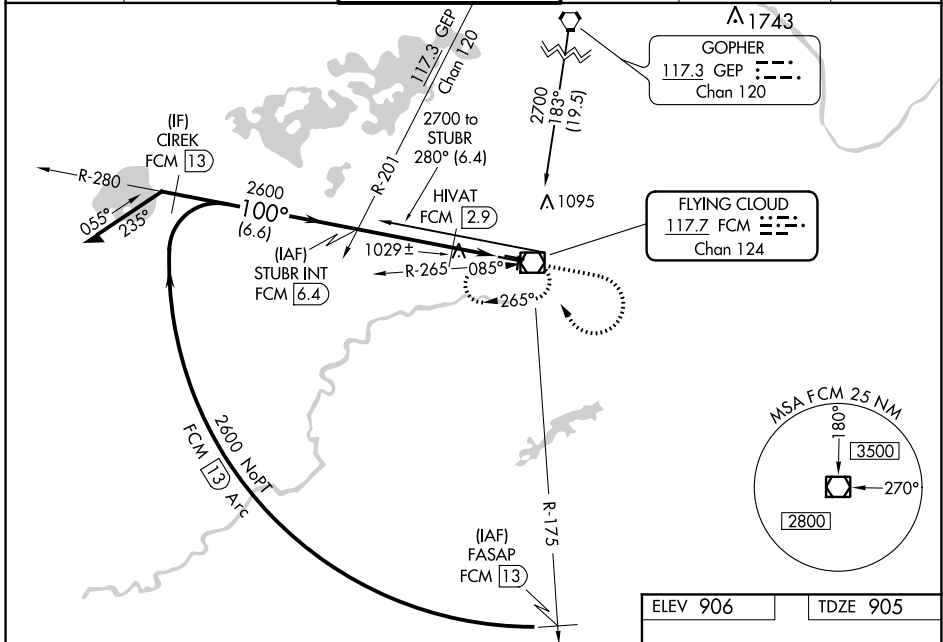 1743
GOPHER
117.3 GEP
Chan 120
117.3 GEP
Chan 120
2700
183°
(19.5)
2700 to
STUBR
280° (6.4)
(IF)
CIREK
FCM 13
R-280
R-201
2600
100°
(6.6)
055°
235°
HIVAT
FCM 2.9
1095
FLYING CLOUD
117.7 FCM
Chan 124
(IAF)
STUBR INT
FCM 6.4
1029 ±
R-265
085°
265°
2600 NoPT
FCM 13 Arc
R-175
(IAF)
FASAP
FCM 13
MSA FCM 25 NM
180°
3500
270°
2800
ELEV 906
TDZE 905